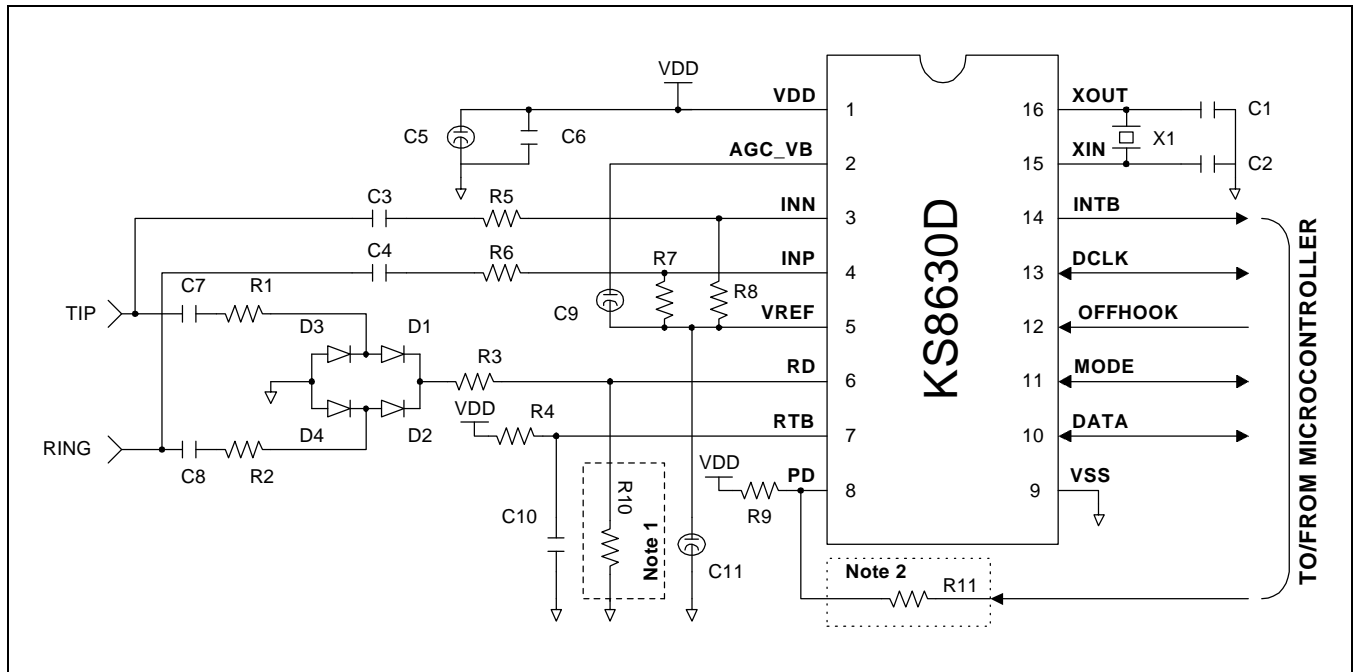 VDD
VDD
1
16
XOUT
C1
C5
C6
X1
AGC_VB
2
15
XIN
C2
C3
R5
INN
3
14
INTB
C4
R6
INP
4
13
DCLK
R7
R8
C7
R1
TIP
C9
VREF
5
12
OFFHOOK
D3
D1
R3
RD
6
11
MODE
VDD
R4
RTB
7
10
DATA
D4
D2
RING
C8
R2
VDD
PD
8
9
VSS
R9
C10
R10
Note 1
C11
Note 2
R11
KS8630D
TO/FROM MICROCONTROLLER